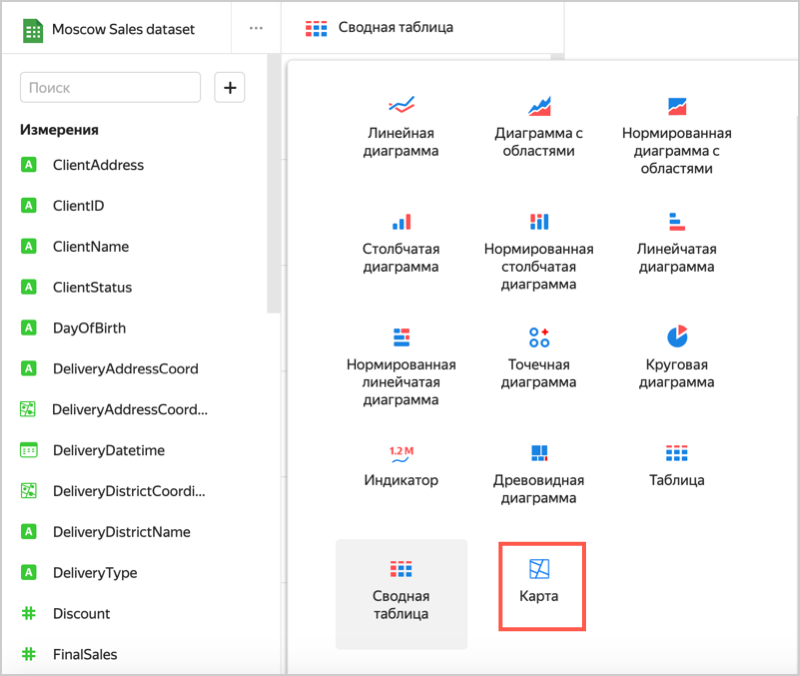 Moscow Sales dataset
...
Сводная таблица
Поиск
+
Измерения
A ClientAddress
A ClientID
A ClientName
A ClientStatus
A DayOfBirth
A DeliveryAddressCoord
DeliveryAddressCoord...
DeliveryDatetime
DeliveryDistrictCoordi...
A DeliveryDistrictName
A DeliveryType
# Discount
# FinalSales
Линейная
диаграмма
Диаграмма с
областями
Нормированная
диаграмма с
областями
Столбчатая
диаграмма
Нормированная
столбчатая
диаграмма
Линейчатая
диаграмма
Нормированная
линейчатая
диаграмма
Точечная
диаграмма
Круговая
диаграмма
1.2 M
Индикатор
Древовидная
диаграмма
Таблица
Сводная
таблица
Карта